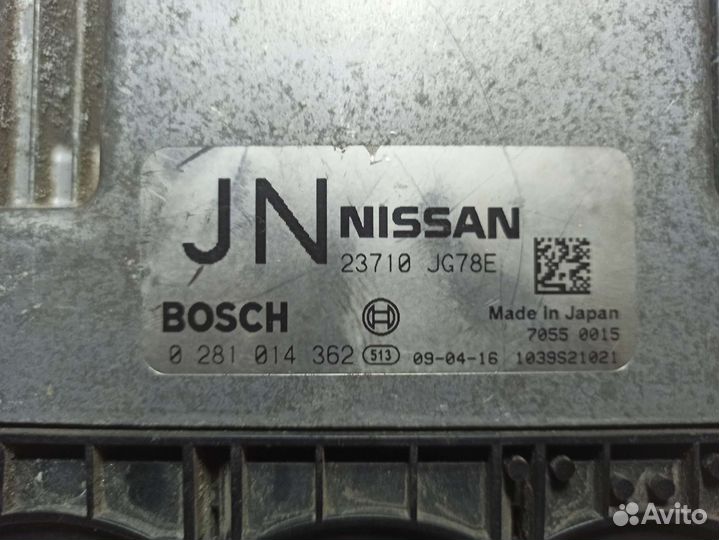 JN NISSAN
23710 JG78E
BOSCH
Made in Japan
7055 0015
0 281 014 362 513 09-04-16 1039S21021
Avito